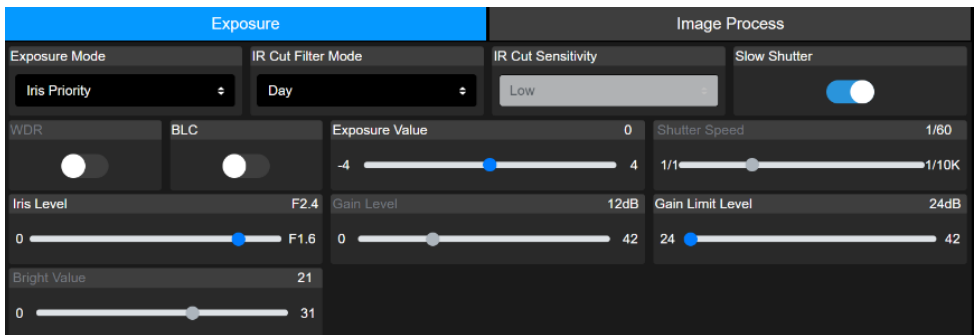 Exposure Image Process
Exposure Mode IR Cut Filter Mode IR Cut Sensitivity Slow Shutter
Iris Priority Day Low
WDR BLC Exposure Value 0 Shutter Speed 1/60
-4 4 1/1 1/10K
Iris Level F2.4 Gain Level 12dB Gain Limit Level 24dB
0 F1.6 0 42 24 42
Bright Value 21
0 31